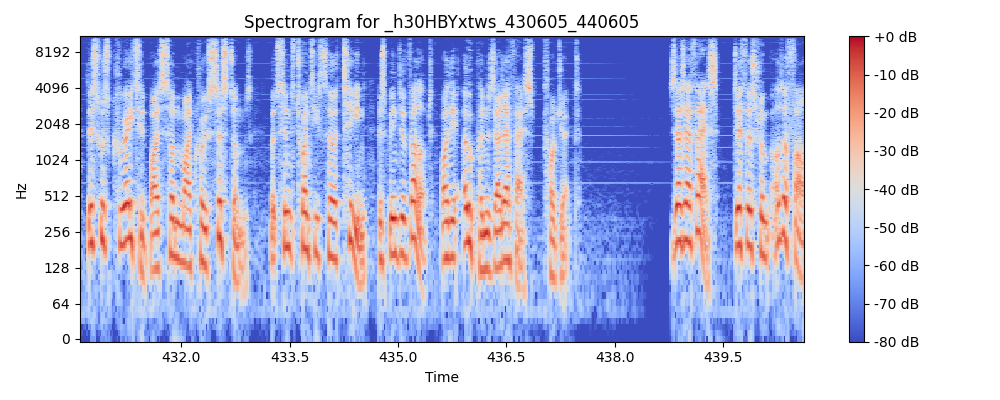 Spectrogram for _h30HBYxtws_430605_440605
8192
4096
2048
1024
512
256
128
64
0
Hz
432.0 433.5 435.0 436.5 438.0 439.5
Time
+0 dB
-10 dB
-20 dB
-30 dB
-40 dB
-50 dB
-60 dB
-70 dB
-80 dB